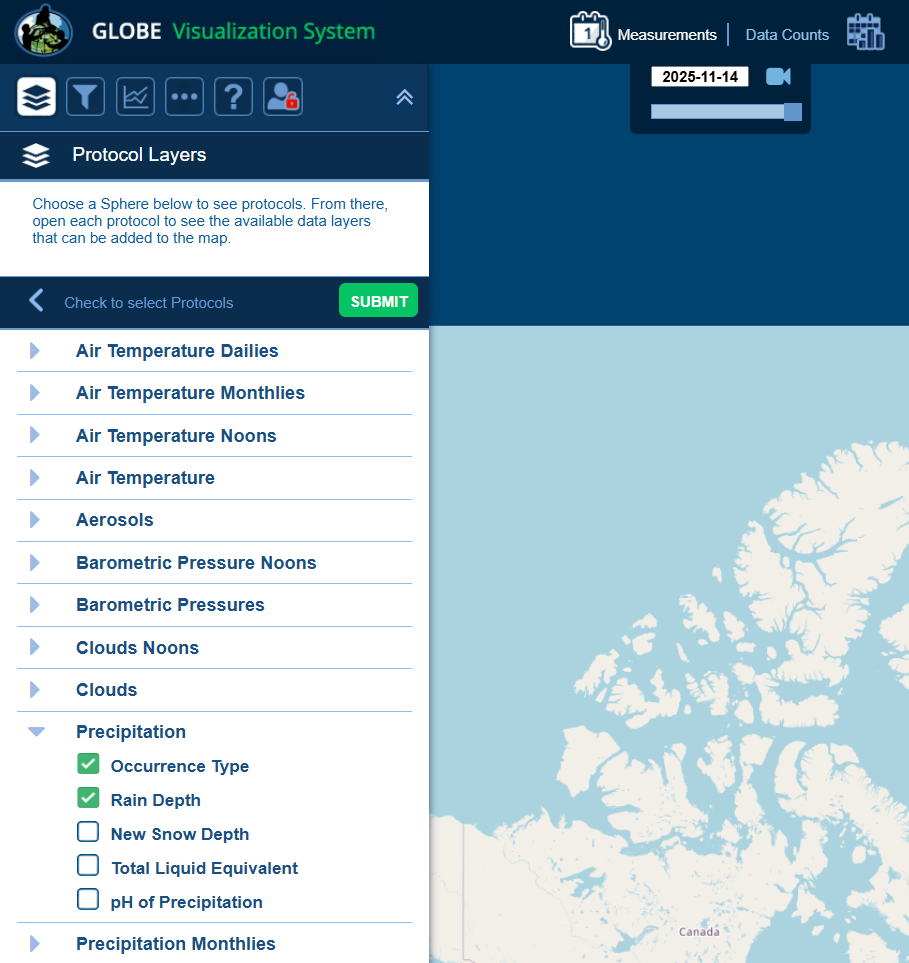 GLOBE Visualization System
1
Measurements
Data Counts
2025-11-14
?
Protocol Layers
Choose a Sphere below to see protocols. From there,
open each protocol to see the available data layers
that can be added to the map.
Check to select Protocols
SUBMIT
Air Temperature Dailies
Air Temperature Monthlies
Air Temperature Noons
Air Temperature
Aerosols
Barometric Pressure Noons
Barometric Pressures
Clouds Noons
Clouds
Precipitation
Occurrence Type
Rain Depth
New Snow Depth
Total Liquid Equivalent
pH of Precipitation
Precipitation Monthlies
Canada